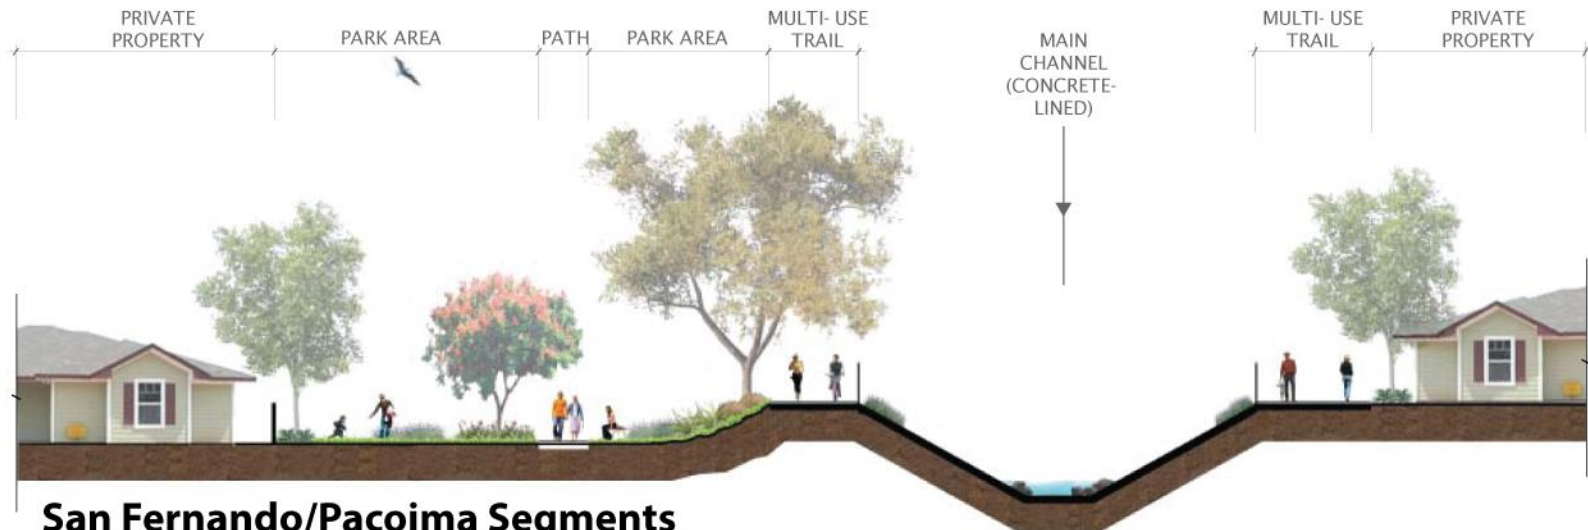 PRIVATE
PROPERTY
PARK AREA
PATH
PARK AREA
MULTI- USE
TRAIL
MAIN
CHANNEL
(CONCRETE-
LINED)
MULTI- USE
TRAIL
PRIVATE
PROPERTY
San Fernando/Pacoima Segments